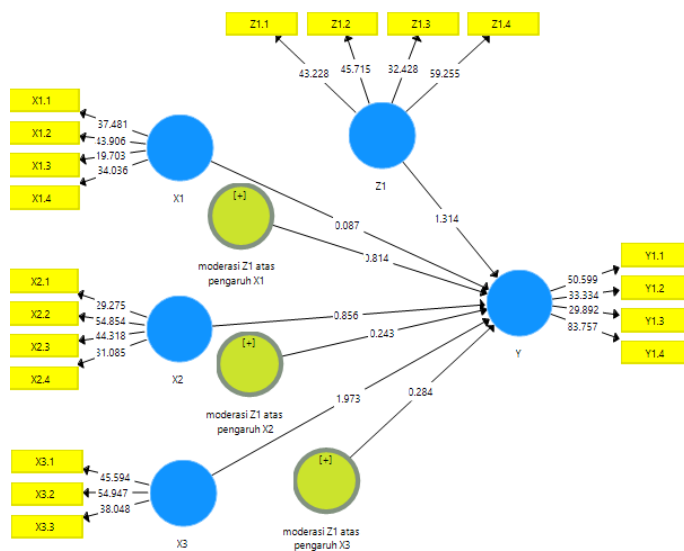 Z1.1
Z1.2
Z1.3
Z1.4
43.228
45.715
32.428
59.255
Z1
1.314
X1.1
X1.2
X1.3
X1.4
37.481
43.906
19.703
34.036
X1
0.087
[+]
0.814
moderasi Z1 atas
pengaruh X1
X2.1
X2.2
X2.3
X2.4
29.275
54.854
44.318
31.085
X2
0.856
[+]
0.243
moderasi Z1 atas
pengaruh X2
Y1.1
Y1.2
Y1.3
Y1.4
50.599
33.334
29.892
83.757
Y
X3.1
X3.2
X3.3
45.594
54.947
38.048
X3
1.973
[+]
0.284
moderasi Z1 atas
pengaruh X3